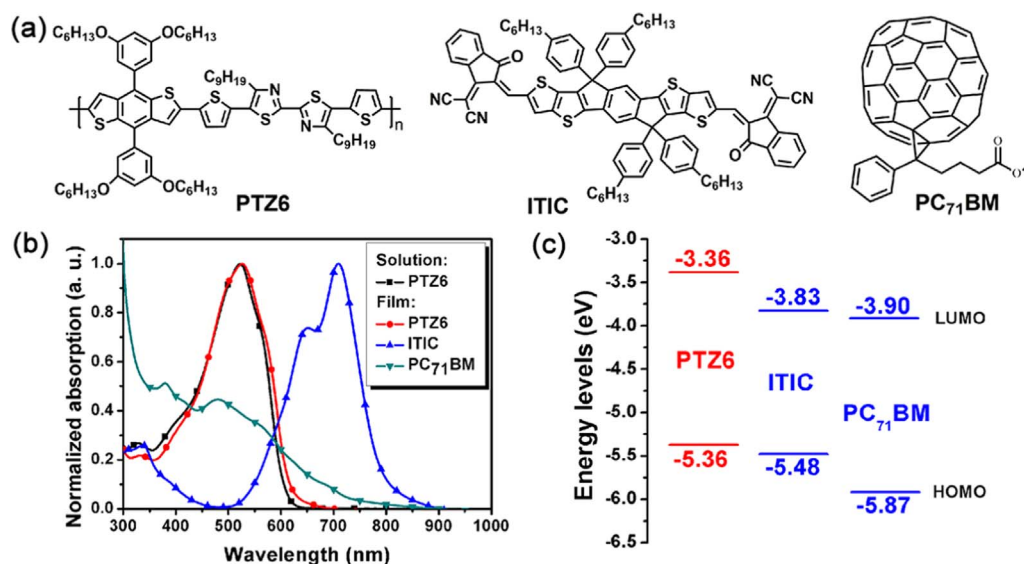 (a)
C₆H₁₃O OC₆H₁₃
C₉H₁₉
S S S N S
S S N S n
C₉H₁₉
C₆H₁₃O OC₆H₁₃
PTZ6
C₆H₁₃ C₆H₁₃
O
NC CN
S S S
S S S
NC CN
O
C₆H₁₃ C₆H₁₃
ITIC
O
O
PC₇₁BM
(b)
Normalized absorption (a. u.)
1.0
0.8
0.6
0.4
0.2
0.0
300 400 500 600 700 800 900 1000
Wavelength (nm)
Solution:
PTZ6
Film:
PTZ6
ITIC
PC₇₁BM
(c)
Energy levels (eV)
-3.0
-3.5
-4.0
-4.5
-5.0
-5.5
-6.0
-6.5
-3.36
PTZ6
-5.36
-3.83
ITIC
-5.48
-3.90
PC₇₁BM
-5.87
LUMO
HOMO